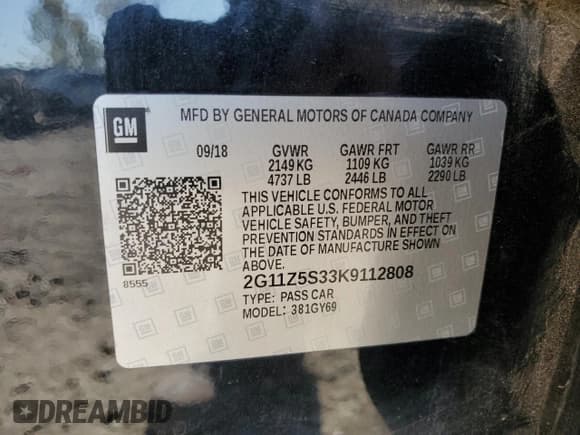 GM
MFD BY GENERAL MOTORS OF CANADA COMPANY
09/18 GVWR GAWR FRT GAWR RR
2149 KG 1109 KG 1039 KG
4737 LB 2446 LB 2290 LB
THIS VEHICLE CONFORMS TO ALL
APPLICABLE U.S. FEDERAL MOTOR
VEHICLE SAFETY, BUMPER, AND THEFT
PREVENTION STANDARDS IN EFFECT ON
THE DATE OF MANUFACTURE SHOWN
ABOVE.
8555
2G11Z5S33K9112808
TYPE: PASS CAR
MODEL: 381GY69
DREAMBID